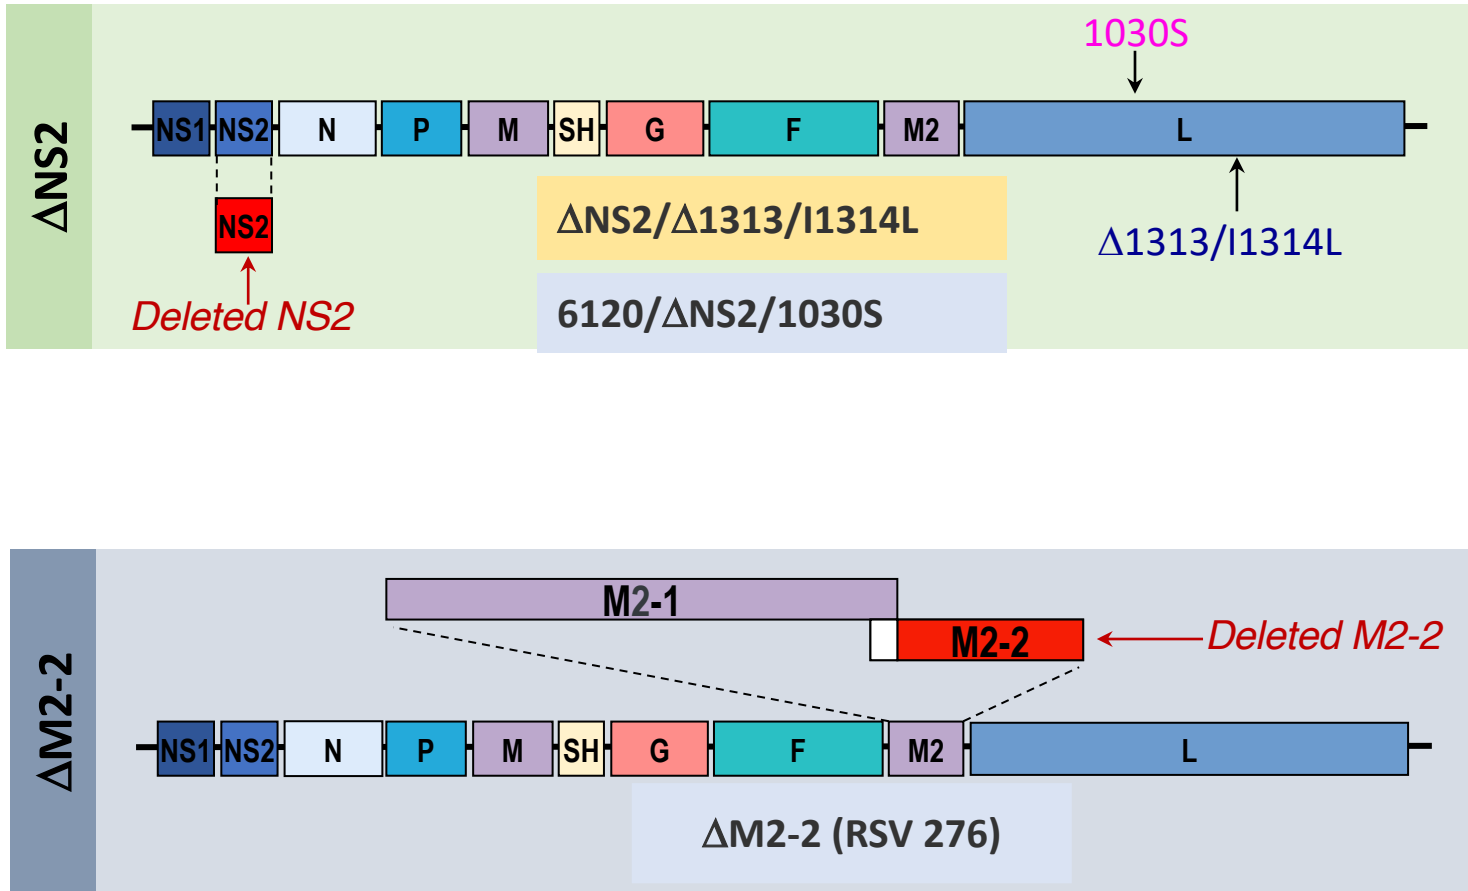 ΔNS2
1030S
NS1 NS2 N P M SH G F M2 L
NS2
Deleted NS2
ΔNS2/Δ1313/I1314L
Δ1313/I1314L
6120/ΔNS2/1030S
ΔM2-2
M2-1
M2-2
Deleted M2-2
NS1 NS2 N P M SH G F M2 L
ΔM2-2 (RSV 276)